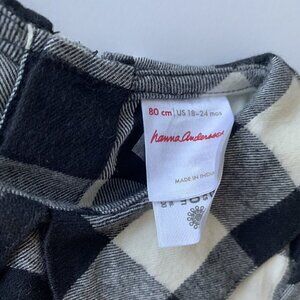 80 cm | US 18-24 mos
hanna andersson
MADE IN INDIA